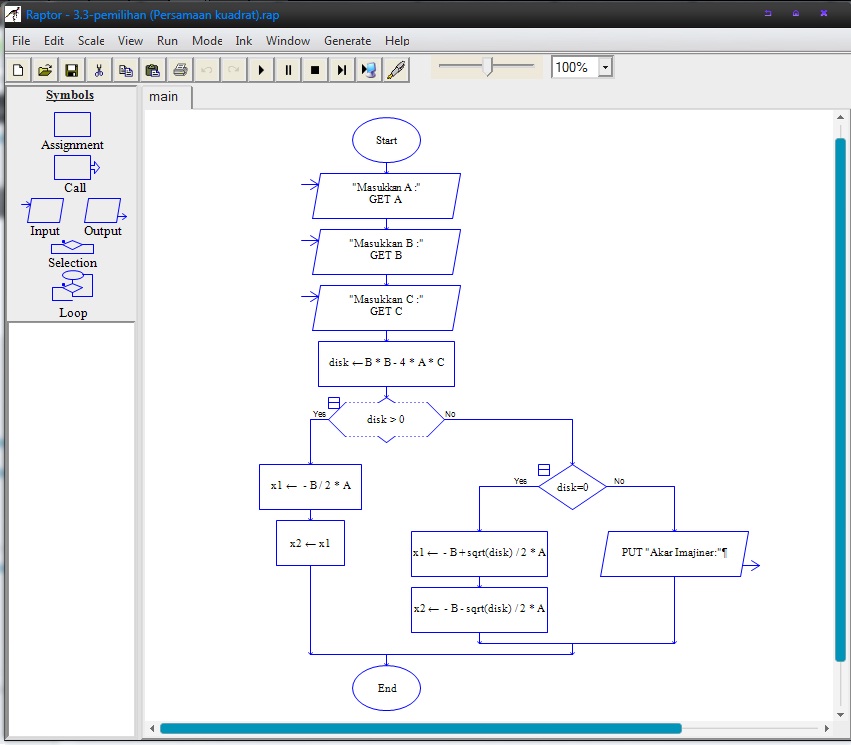 Raptor - 3.3-pemilihan (Persamaan kuadrat).rap
File Edit Scale View Run Mode Ink Window Generate Help
100%
Symbols
Assignment
Call
Input Output
Selection
Loop
main
Start
"Masukkan A :"
GET A
"Masukkan B :"
GET B
"Masukkan C :"
GET C
disk ← B * B - 4 * A * C
Yes disk > 0 No
x1 ← - B / 2 * A
x2 ← x1
Yes disk=0 No
x1 ← - B + sqrt(disk) / 2 * A
x2 ← - B - sqrt(disk) / 2 * A
PUT "Akar Imajiner:"¶
End